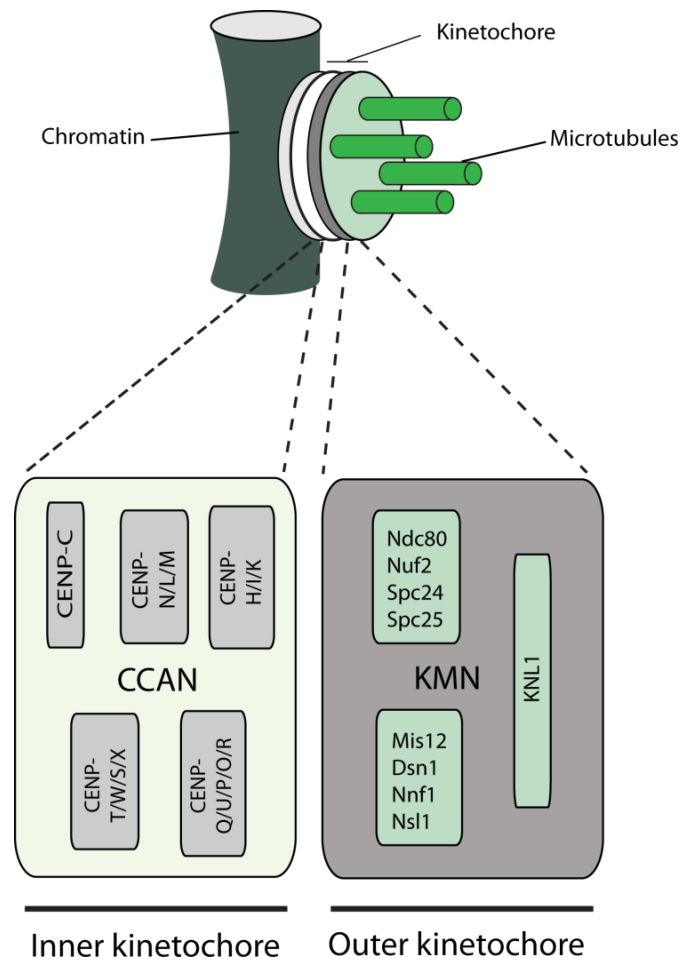 Kinetochore
Chromatin
Microtubules
CENP-C
CENP-
N/L/M
CENP-
H/I/K
CCAN
CENP-
T/W/S/X
CENP-
Q/U/P/O/R
Ndc80
Nuf2
Spc24
Spc25
KNL1
KMN
Mis12
Dsn1
Nnf1
Nsl1
Inner kinetochore
Outer kinetochore